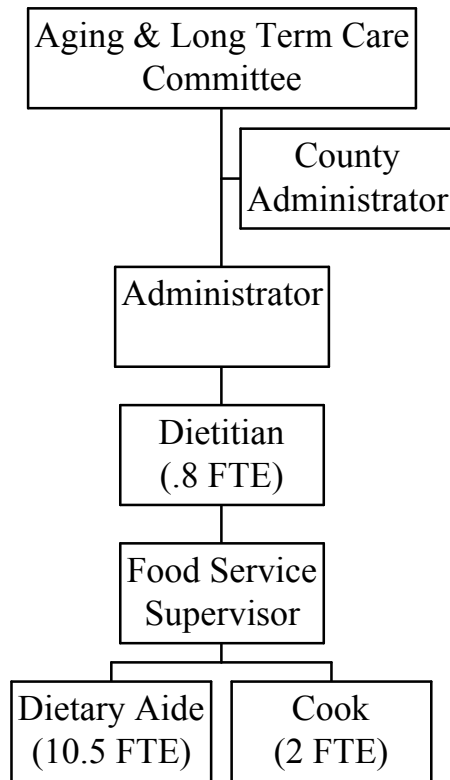 Aging & Long Term Care
Committee
County
Administrator
Administrator
Dietitian
(.8 FTE)
Food Service
Supervisor
Dietary Aide
(10.5 FTE)
Cook
(2 FTE)